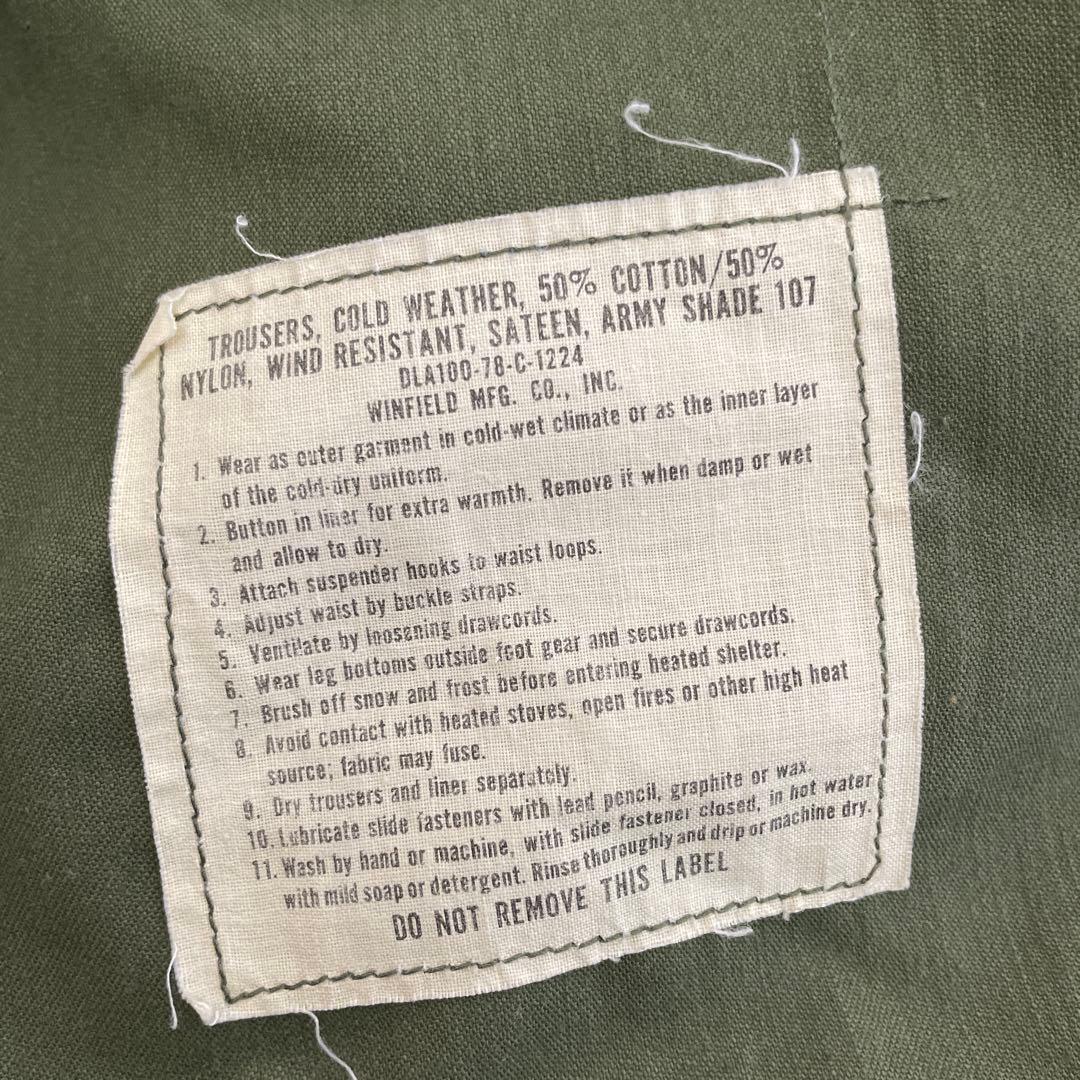 TROUSERS, COLD WEATHER, 50% COTTON/50%
NYLON, WIND RESISTANT, SATEEN, ARMY SHADE 107
DLA100-78-C-1224
WINFIELD MFG. CO., INC.
1. Wear as outer garment in cold-wet climate or as the inner layer
of the cold-dry uniform.
2. Button in liner for extra warmth. Remove it when damp or wet
and allow to dry.
3. Attach suspender hooks to waist loops.
4. Adjust waist by buckle straps.
5. Ventilate by loosening drawcords.
6. Wear leg bottoms outside foot gear and secure drawcords.
7. Brush off snow and frost before entering heated shelter.
8. Avoid contact with heated stoves, open fires or other high heat
source; fabric may fuse.
9. Dry trousers and liner separately.
10. Lubricate slide fasteners with lead pencil, graphite or wax.
11. Wash by hand or machine, with slide fastener closed, in hot water
with mild soap or detergent. Rinse thoroughly and drip or machine dry.
DO NOT REMOVE THIS LABEL